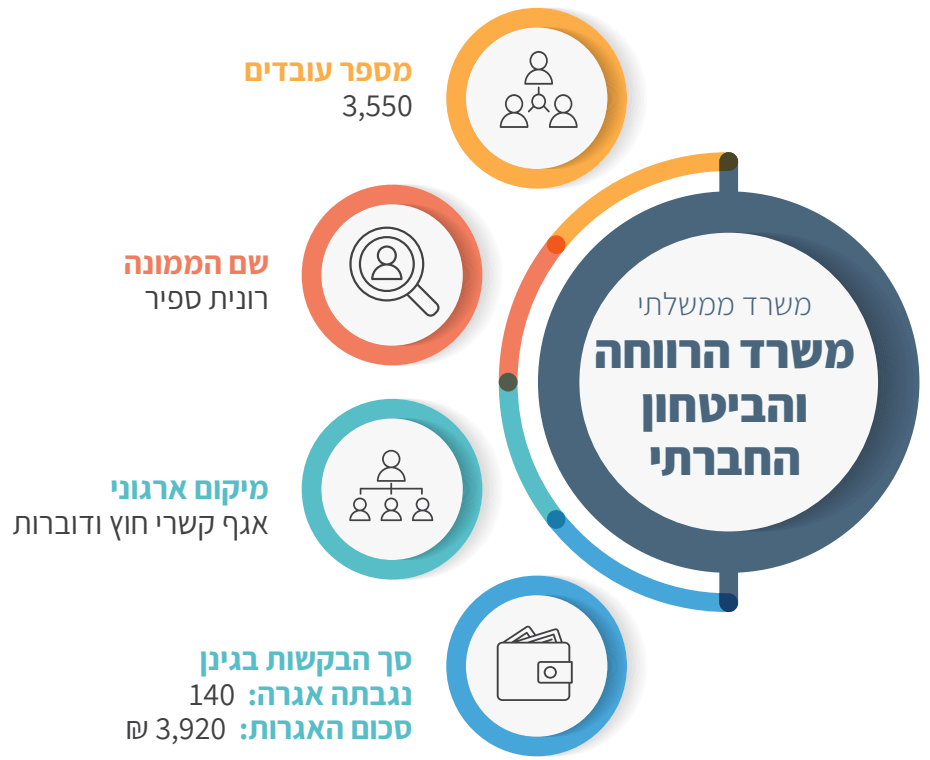 משרד ממשלתי
משרד הרווחה
והביטחון
החברתי
מספר עובדים
3,550
שם הממונה
רונית ספיר
מיקום ארגוני
אגף קשרי חוץ ודוברות
סך הבקשות בגינן
נגבתה אגרה: 140
סכום האגרות: 3,920 ₪